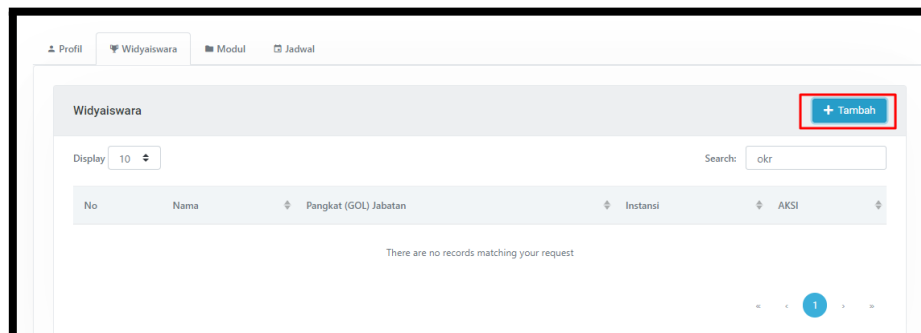 Profil Widyaiswara Modul Jadwal
Widyaiswara + Tambah
Display 10 Search: okr
No Nama Pangkat (GOL) Jabatan Instansi AKSI
There are no records matching your request
« ‹ 1 › »